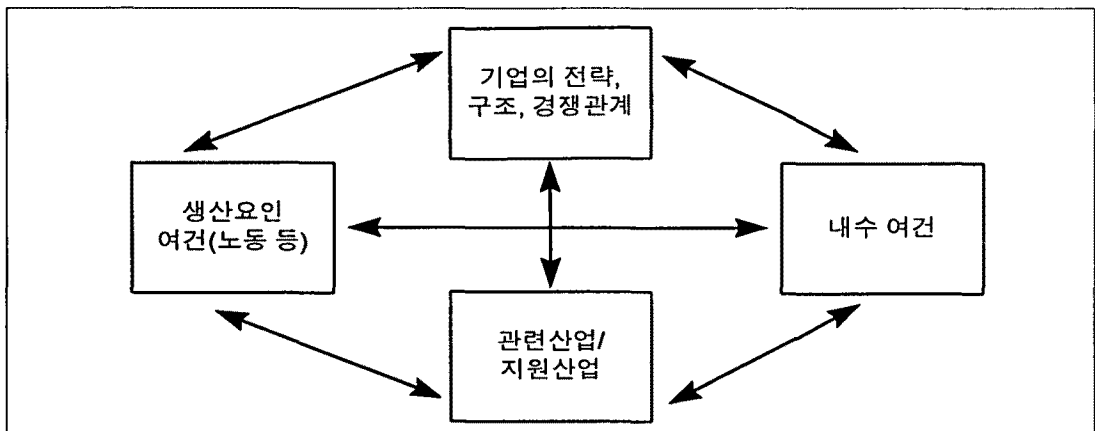 기업의 전략,
구조, 경쟁관계
생산요인
여건(노동 등)
내수 여건
관련산업/
지원산업